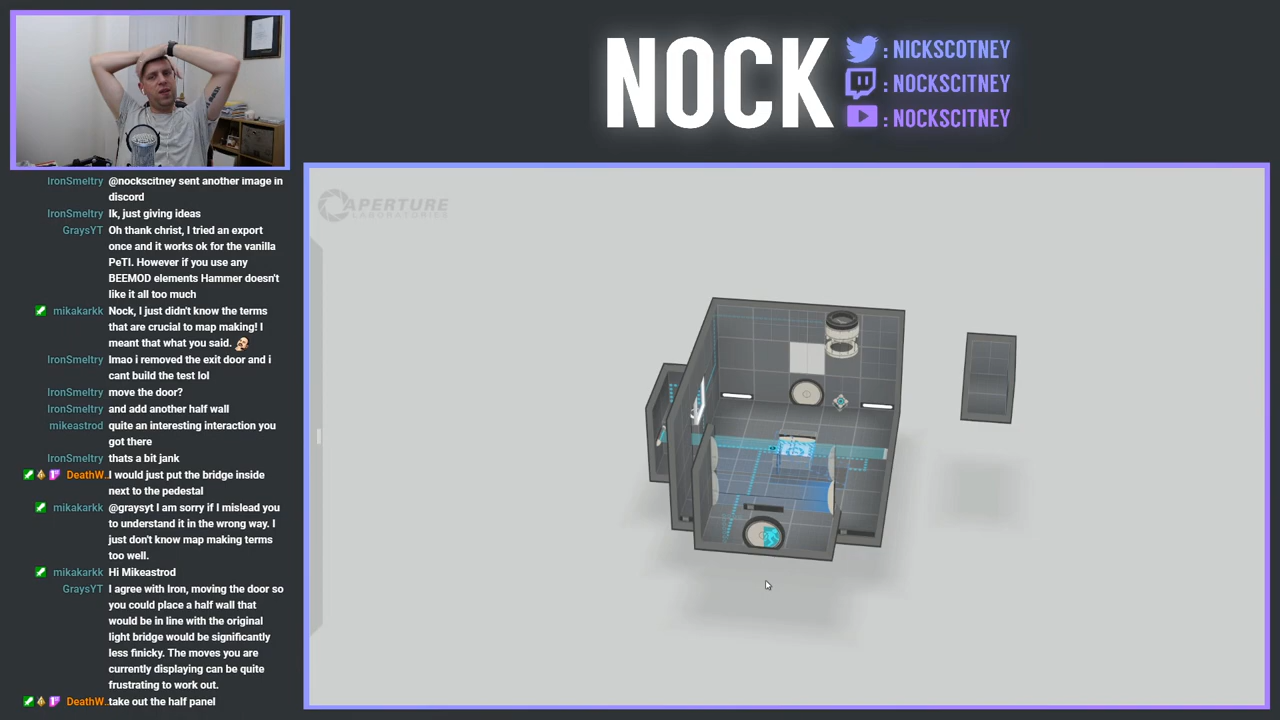 NOCK
: NICKSCOTNEY
: NOCKSCITNEY
: NOCKSCITNEY
IronSmeltry @nockscitney sent another image in
discord
IronSmeltry Ik, just giving ideas
GraysYT Oh thank christ, I tried an export
once and it works ok for the vanilla
PeTI. However if you use any
BEEMOD elements Hammer doesn't
like it all too much
mikakarkk Nock, I just didn't know the terms
that are crucial to map making! I
meant that what you said.
IronSmeltry lmao i removed the exit door and i
cant build the test lol
IronSmeltry move the door?
IronSmeltry and add another half wall
mikeastrod quite an interesting interaction you
got there
IronSmeltry thats a bit jank
DeathW.. I would just put the bridge inside
next to the pedestal
mikakarkk @graysyt I am sorry if I mislead you
to understand it in the wrong way. I
just don't know map making terms
too well.
mikakarkk Hi Mikeastrod
GraysYT I agree with Iron, moving the door so
you could place a half wall that
would be in line with the original
light bridge would be significantly
less finicky. The moves you are
currently displaying can be quite
frustrating to work out.
DeathW.. take out the half panel
APERTURE
LABORATORIES